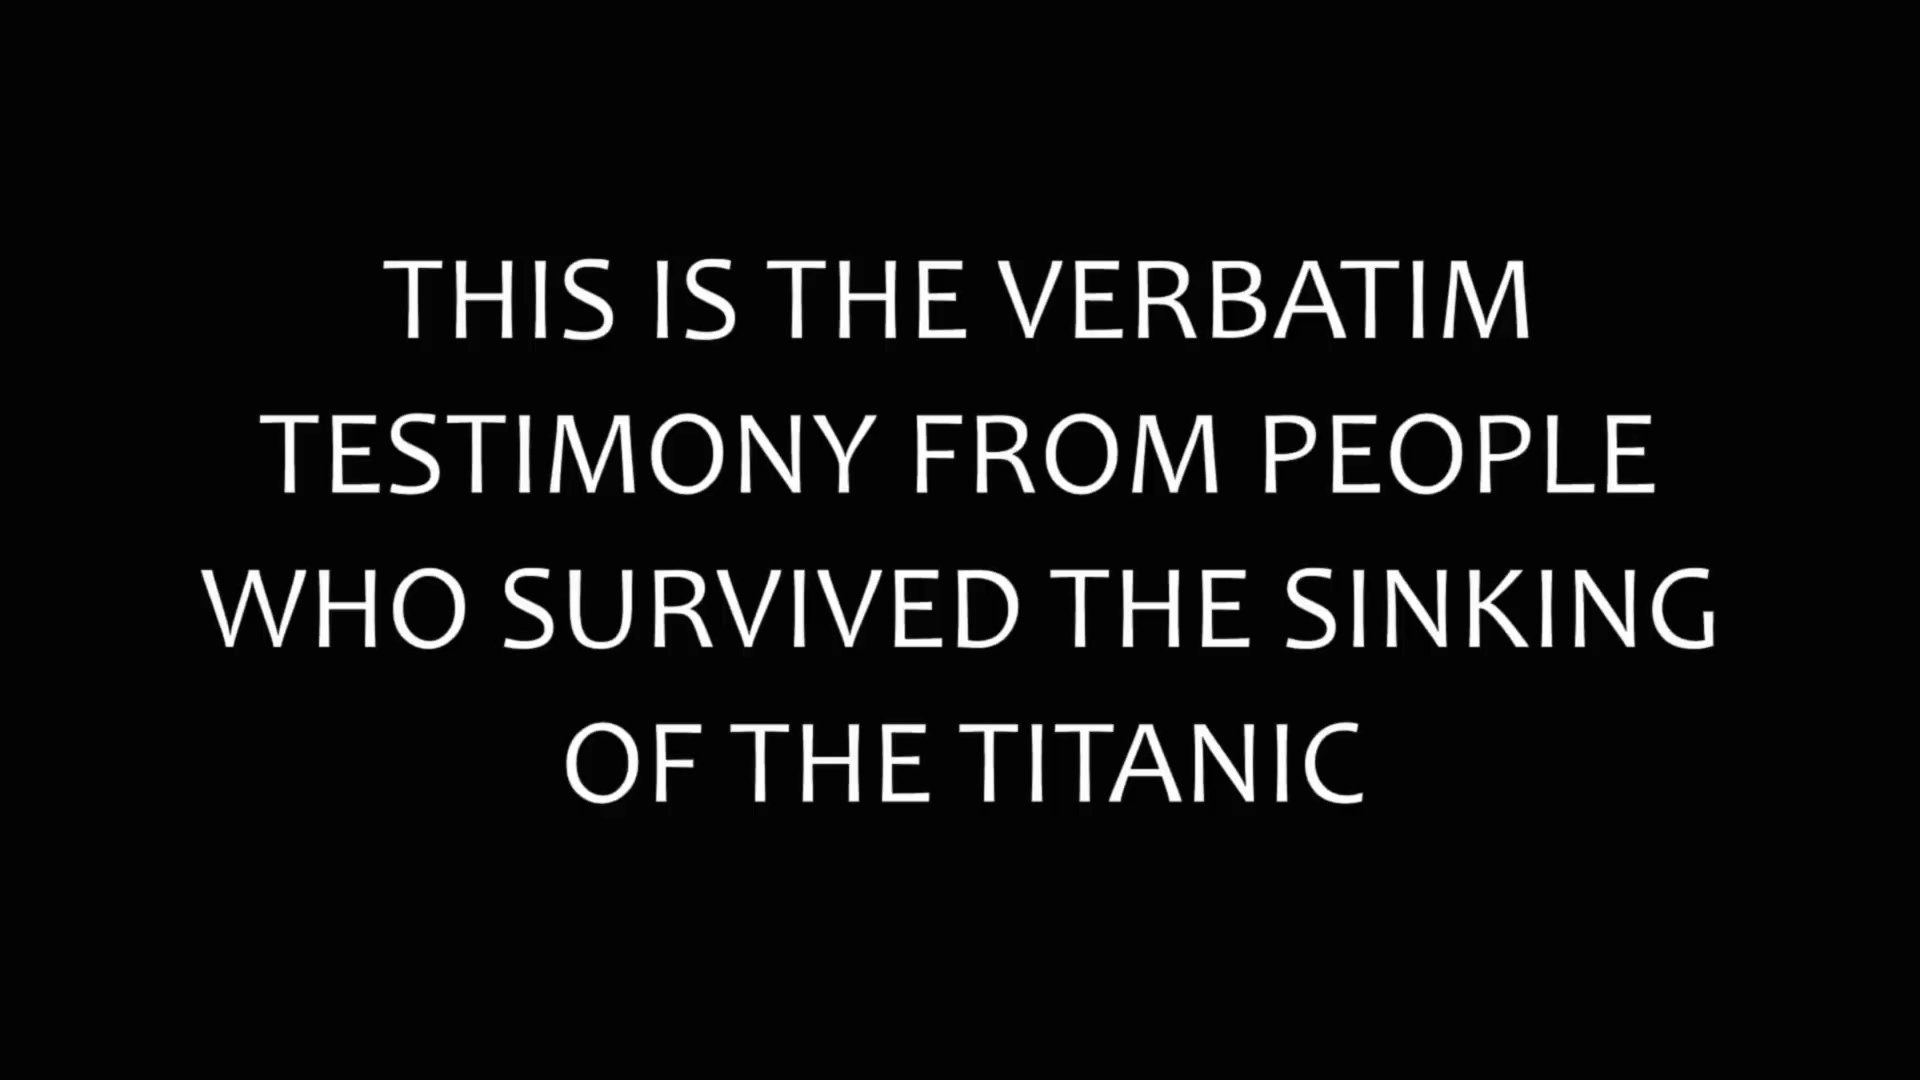 THIS IS THE VERBATIM
TESTIMONY FROM PEOPLE
WHO SURVIVED THE SINKING
OF THE TITANIC